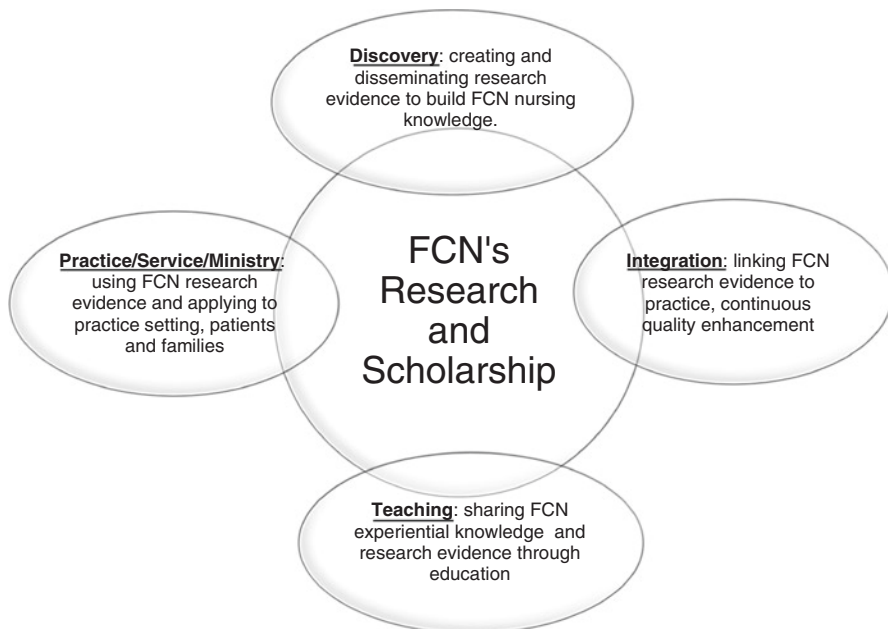 Discovery: creating and
disseminating research
evidence to build FCN nursing
knowledge.
Practice/Service/Ministry:
using FCN research
evidence and applying to
practice setting, patients
and families
FCN's
Research
and
Scholarship
Integration: linking FCN
research evidence to
practice, continuous
quality enhancement
Teaching: sharing FCN
experiential knowledge and
research evidence through
education